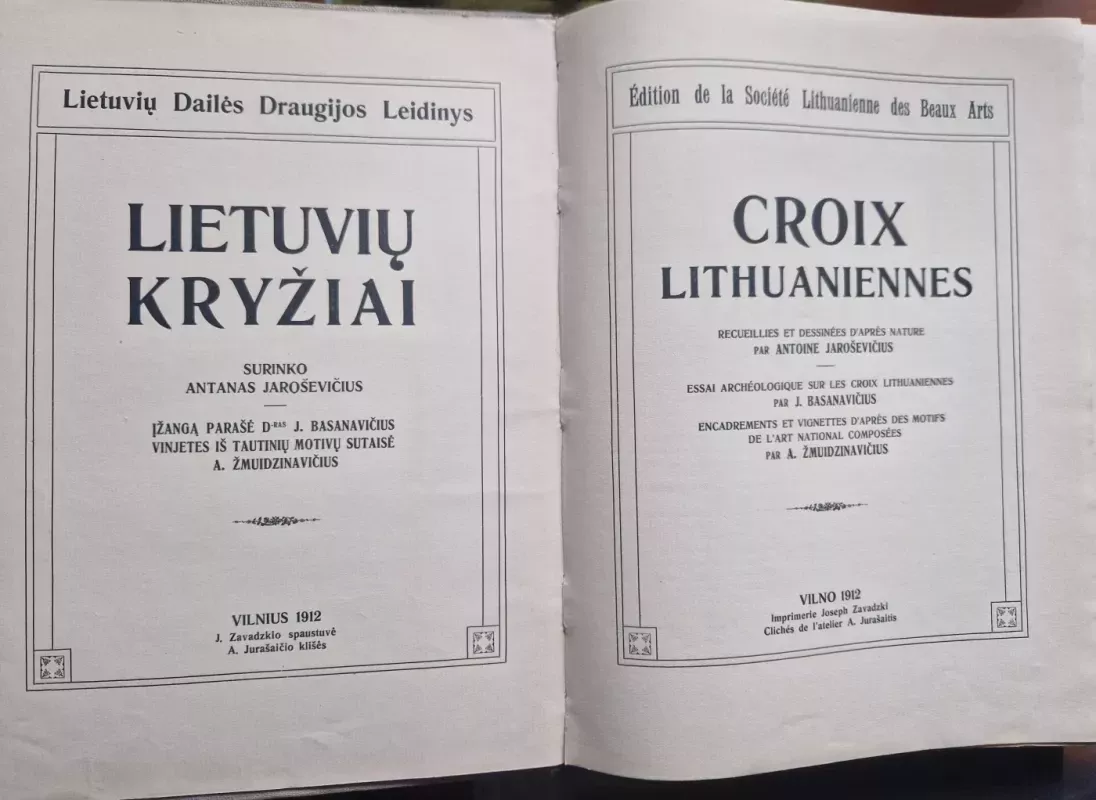 Lietuvių Dailės Draugijos Leidinys
LIETUVIŲ
KRYŽIAI
SURINKO
ANTANAS JAROŠEVIČIUS
ĮŽANGĄ PARAŠĖ D-RAS J. BASANAVIČIUS
VINJETES IŠ TAUTINIŲ MOTIVŲ SUTAISĖ
A. ŽMUIDZINAVIČIUS
VILNIUS 1912
J. Zavadzkio spaustuvė
A. Jurašaičio klišės
Édition de la Société Lithuanienne des Beaux Arts
CROIX
LITHUANIENNES
RECUEILLIES ET DESSINÉES D'APRÈS NATURE
PAR ANTOINE JAROŠEVIČIUS
ESSAI ARCHÉOLOGIQUE SUR LES CROIX LITHUANIENNES
PAR J. BASANAVIČIUS
ENCADREMENTS ET VIGNETTES D'APRÈS DES MOTIFS
DE L'ART NATIONAL COMPOSÉES
PAR A. ŽMUIDZINAVIČIUS
VILNO 1912
Imprimerie Joseph Zavadzki
Clichés de l'atelier A. Jurašaitis